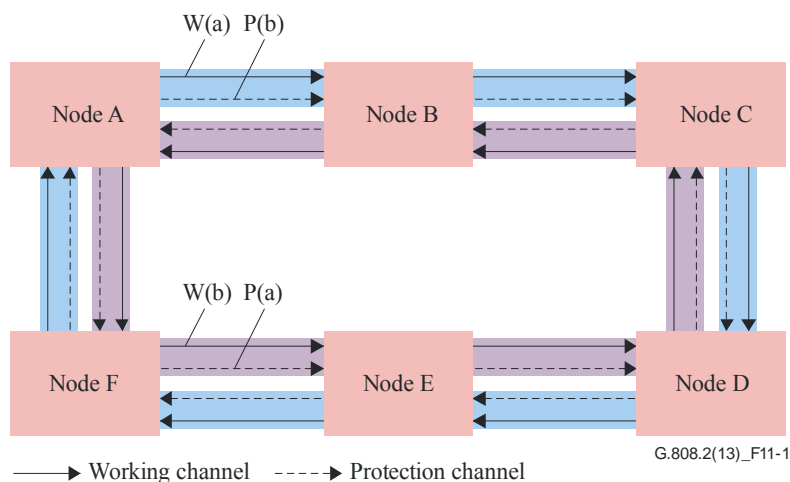 W(a) P(b)
Node A
Node B
Node C
W(b) P(a)
Node F
Node E
Node D
G.808.2(13)_F11-1
Working channel
Protection channel